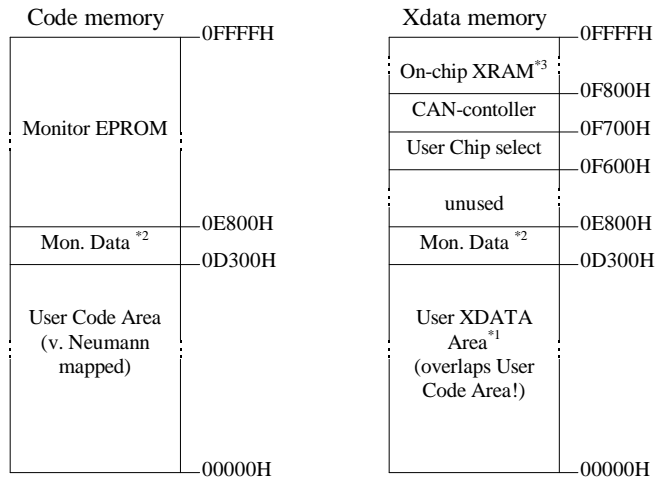 Code memory
0FFFFH
Monitor EPROM
0E800H
Mon. Data *2
0D300H
User Code Area
(v. Neumann
mapped)
00000H
Xdata memory
0FFFFH
On-chip XRAM*3
0F800H
CAN-contoller
0F700H
User Chip select
0F600H
unused
0E800H
Mon. Data *2
0D300H
User XDATA
Area*1
(overlaps User
Code Area!)
00000H